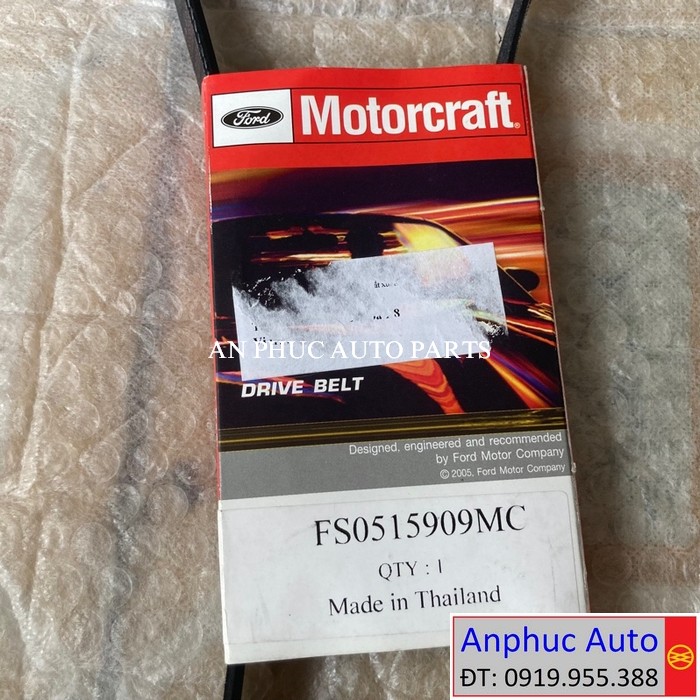 Ford
Motorcraft®
AN PHUC AUTO PARTS
DRIVE BELT
Designed, engineered and recommended
by Ford Motor Company
© 2005, Ford Motor Company
FS0515909MC
QTY : 1
Made in Thailand
Anphuc Auto
ĐT: 0919.955.388